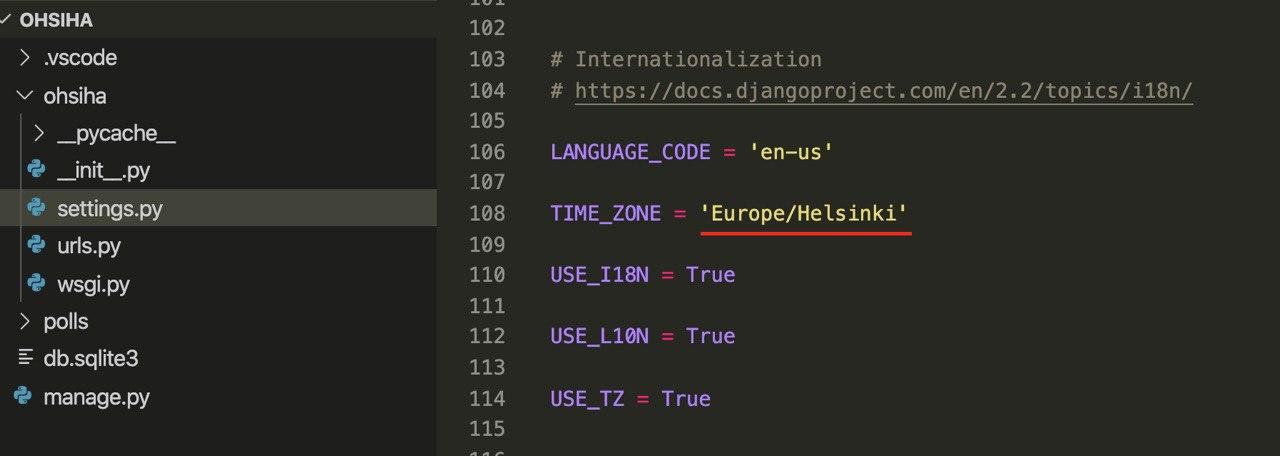 OHSIHA
.vscode
ohsiha
__pycache__
__init__.py
settings.py
urls.py
wsgi.py
polls
db.sqlite3
manage.py
101
102
103 # Internationalization
104 # https://docs.djangoproject.com/en/2.2/topics/i18n/
105
106 LANGUAGE_CODE = 'en-us'
107
108 TIME_ZONE = 'Europe/Helsinki'
109
110 USE_I18N = True
111
112 USE_L10N = True
113
114 USE_TZ = True
115
116